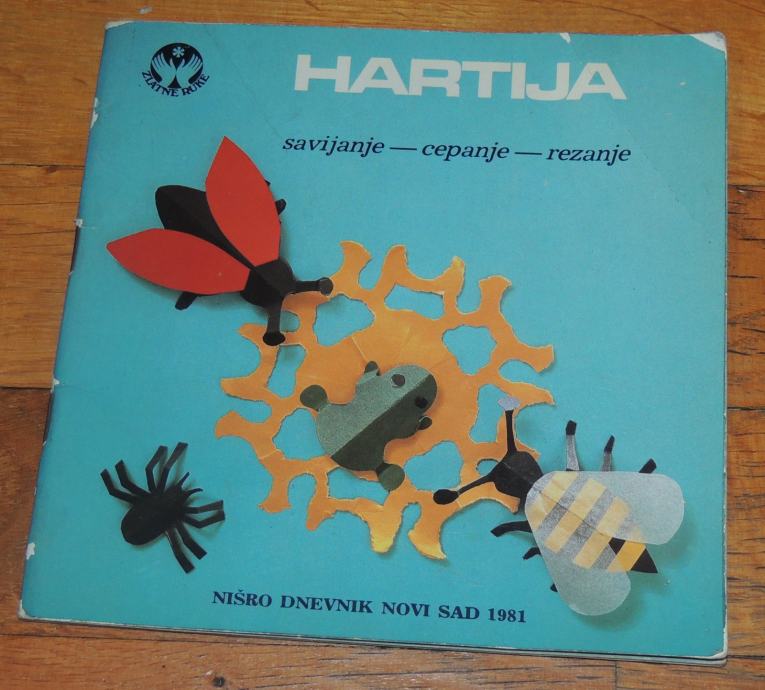 ZLATNE RUKE
HARTIJA
savijanje — cepanje — rezanje
NIŠRO DNEVNIK NOVI SAD 1981